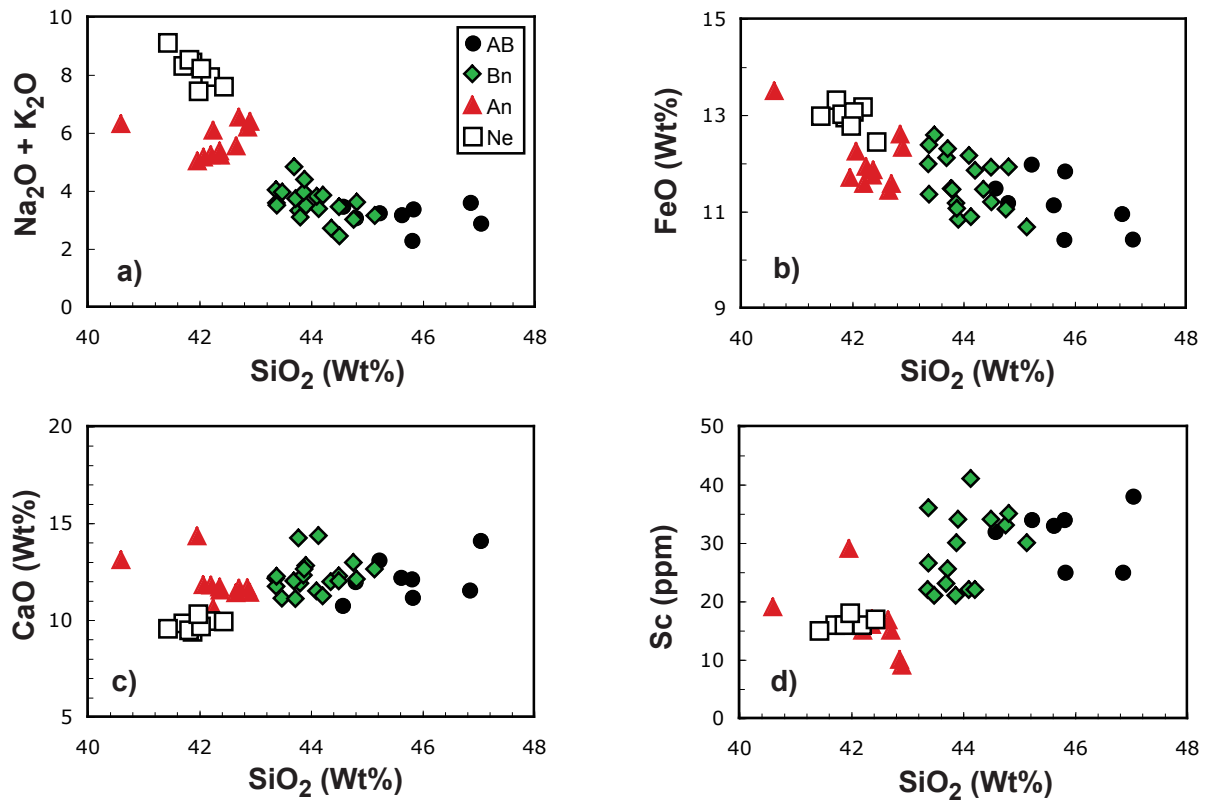 10
8
6
4
2
0
Na2O + K2O
AB
Bn
An
Ne
a)
40 42 44 46 48
SiO2 (Wt%)
15
13
11
9
FeO (Wt%)
b)
40 42 44 46 48
SiO2 (Wt%)
20
15
10
5
CaO (Wt%)
c)
40 42 44 46 48
SiO2 (Wt%)
50
40
30
20
10
0
Sc (ppm)
d)
40 42 44 46 48
SiO2 (Wt%)